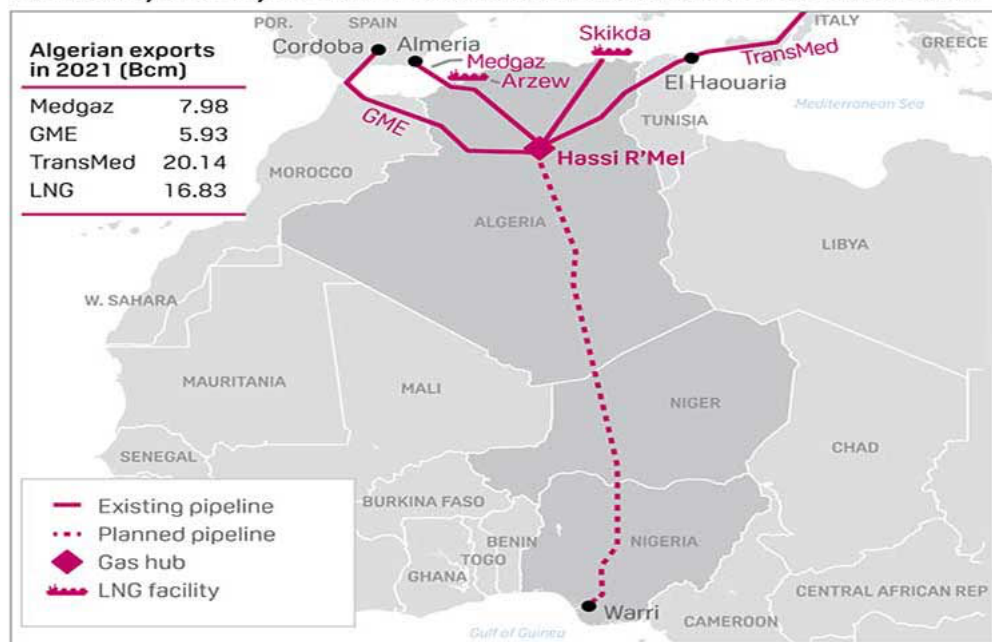 Algerian exports
in 2021 (Bcm)
Medgaz 7.98
GME 5.93
TransMed 20.14
LNG 16.83
POR.
SPAIN
Cordoba
Almeria
Medgaz
Arzew
Skikda
TransMed
ITALY
GREECE
El Haouaria
Mediterranean Sea
GME
TUNISIA
Hassi R'Mel
MOROCCO
ALGERIA
LIBYA
W. SAHARA
MAURITANIA
MALI
NIGER
CHAD
SENEGAL
BURKINA FASO
BENIN
TOGO
GHANA
NIGERIA
CENTRAL AFRICAN REP
Warri
CAMEROON
Gulf of Guinea
Existing pipeline
Planned pipeline
Gas hub
LNG facility